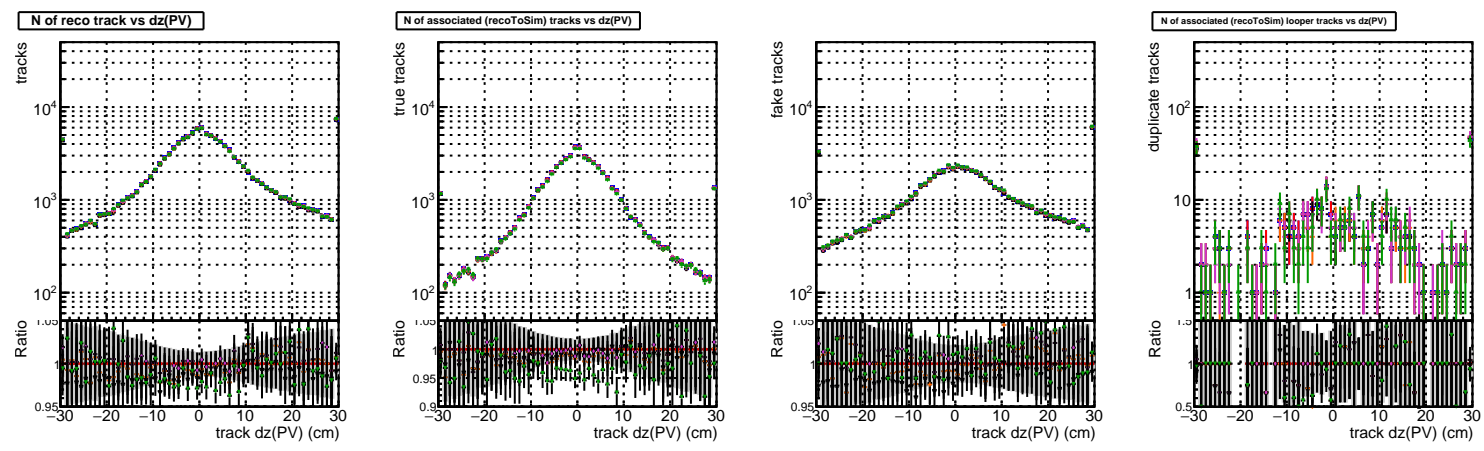 N of reco track vs dz(PV)
tracks
10⁴
10³
10²
1.05
Ratio
1
0.95
−30 −20 −10 0 10 20 30
track dz(PV) (cm)
N of associated (recoToSim) tracks vs dz(PV)
true tracks
10⁴
10³
10²
1.05
Ratio
1
0.95
0.9
−30 −20 −10 0 10 20 30
track dz(PV) (cm)
fake tracks
10⁴
10³
10²
1.05
Ratio
1
0.95
−30 −20 −10 0 10 20 30
track dz(PV) (cm)
N of associated (recoToSim) looper tracks vs dz(PV)
duplicate tracks
10²
10
1
1.5
Ratio
1
0.5
−30 −20 −10 0 10 20 30
track dz(PV) (cm)